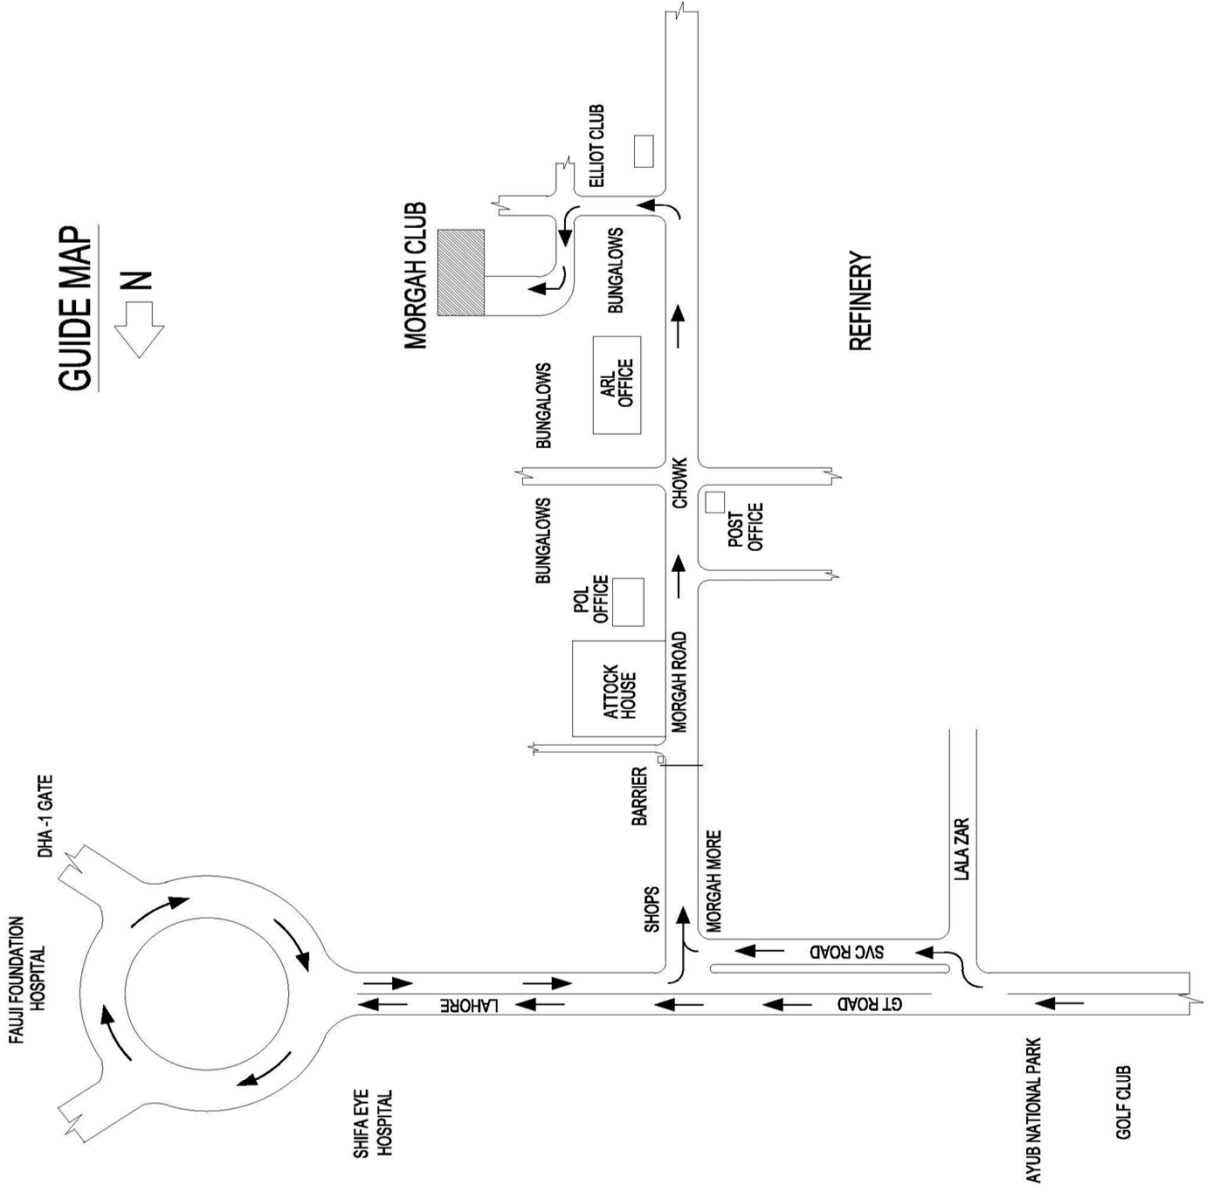 GUIDE MAP
N
MORGAH CLUB
ELLIOT CLUB
BUNGALOWS
REFINERY
ARL
OFFICE
BUNGALOWS
CHOWK
BUNGALOWS
POST
OFFICE
POL
OFFICE
ATTOCK
HOUSE
MORGAH ROAD
BARRIER
SHOPS
MORGAH MORE
LALA ZAR
SVC ROAD
GT ROAD
LAHORE
DHA -1 GATE
FAUJI FOUNDATION
HOSPITAL
SHIFA EYE
HOSPITAL
AYUB NATIONAL PARK
GOLF CLUB